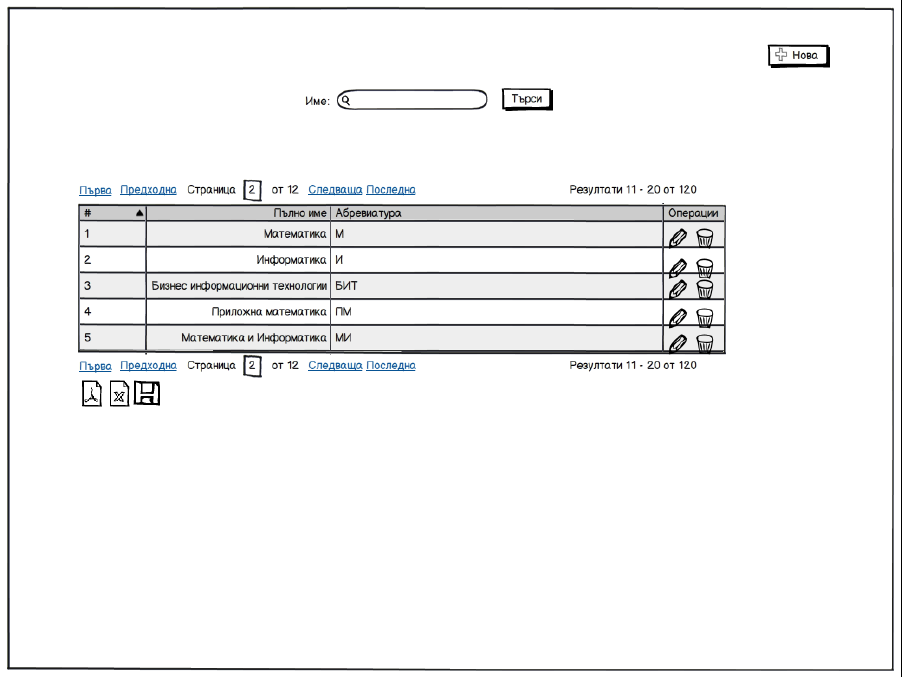 Нова
Име: Търси
Първа Предходна Страница 2 от 12 Следваща Последна Резултати 11 - 20 от 120
# Пълно име Абревиатура Операции
1 Математика М
2 Информатика И
3 Бизнес информационни технологии БИТ
4 Приложна математика ПМ
5 Математика и Информатика МИ
Първа Предходна Страница 2 от 12 Следваща Последна Резултати 11 - 20 от 120